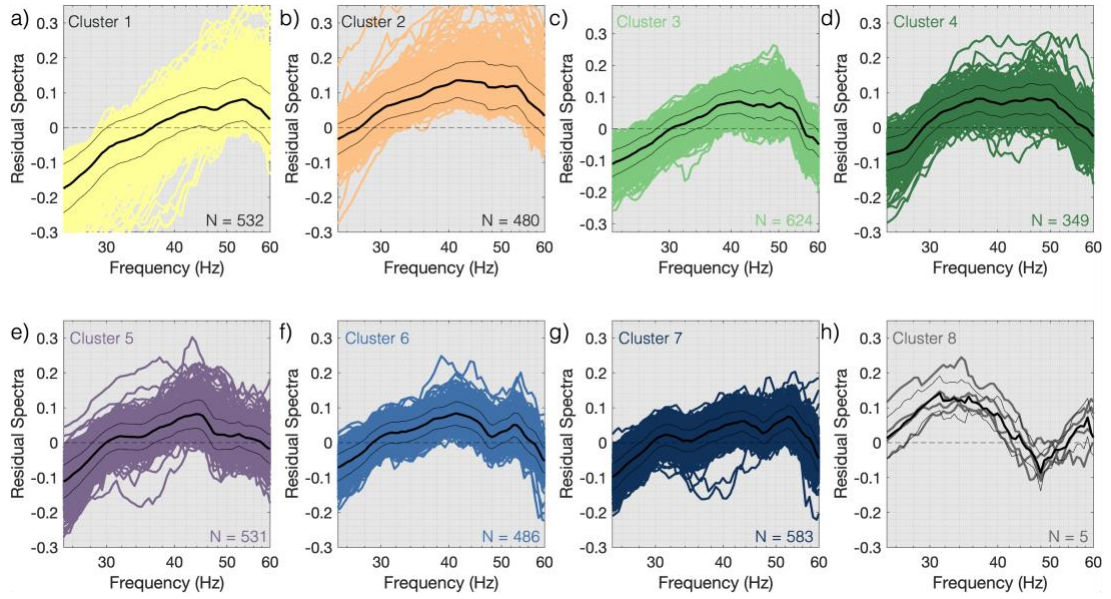 a)
Cluster 1
Residual Spectra
0.3
0.2
0.1
0
-0.1
-0.2
-0.3
N = 532
30 40 50 60
Frequency (Hz)
b)
Cluster 2
Residual Spectra
0.3
0.2
0.1
0
-0.1
-0.2
-0.3
N = 480
30 40 50 60
Frequency (Hz)
c)
Cluster 3
Residual Spectra
0.3
0.2
0.1
0
-0.1
-0.2
-0.3
N = 624
30 40 50 60
Frequency (Hz)
d)
Cluster 4
Residual Spectra
0.3
0.2
0.1
0
-0.1
-0.2
-0.3
N = 349
30 40 50 60
Frequency (Hz)
e)
Cluster 5
Residual Spectra
0.3
0.2
0.1
0
-0.1
-0.2
-0.3
N = 531
30 40 50 60
Frequency (Hz)
f)
Cluster 6
Residual Spectra
0.3
0.2
0.1
0
-0.1
-0.2
-0.3
N = 486
30 40 50 60
Frequency (Hz)
g)
Cluster 7
Residual Spectra
0.3
0.2
0.1
0
-0.1
-0.2
-0.3
N = 583
30 40 50 60
Frequency (Hz)
h)
Cluster 8
Residual Spectra
0.3
0.2
0.1
0
-0.1
-0.2
-0.3
N = 5
30 40 50 60
Frequency (Hz)